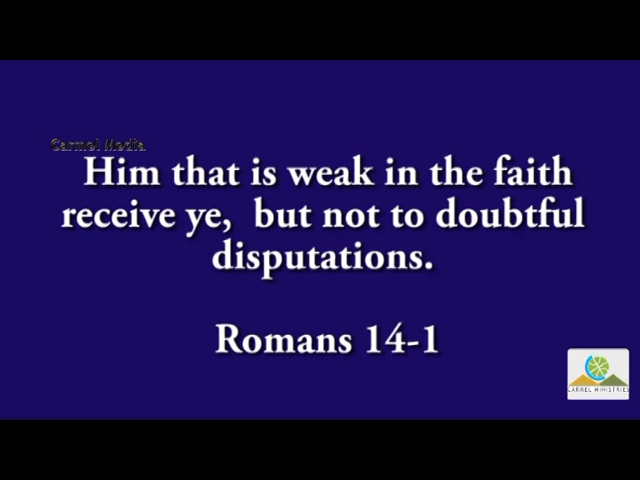 Carmel Media
Him that is weak in the faith
receive ye, but not to doubtful
disputations.
Romans 14-1
CARMEL MINISTRIES